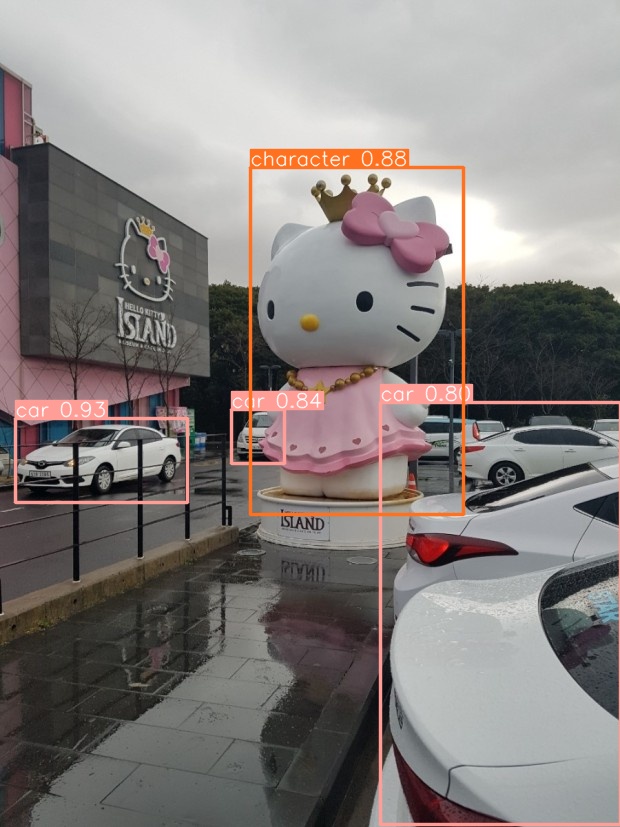 character 0.88
HELLO KITTY
ISLAND
car 0.93
car 0.84
car 0.80
ISLAND